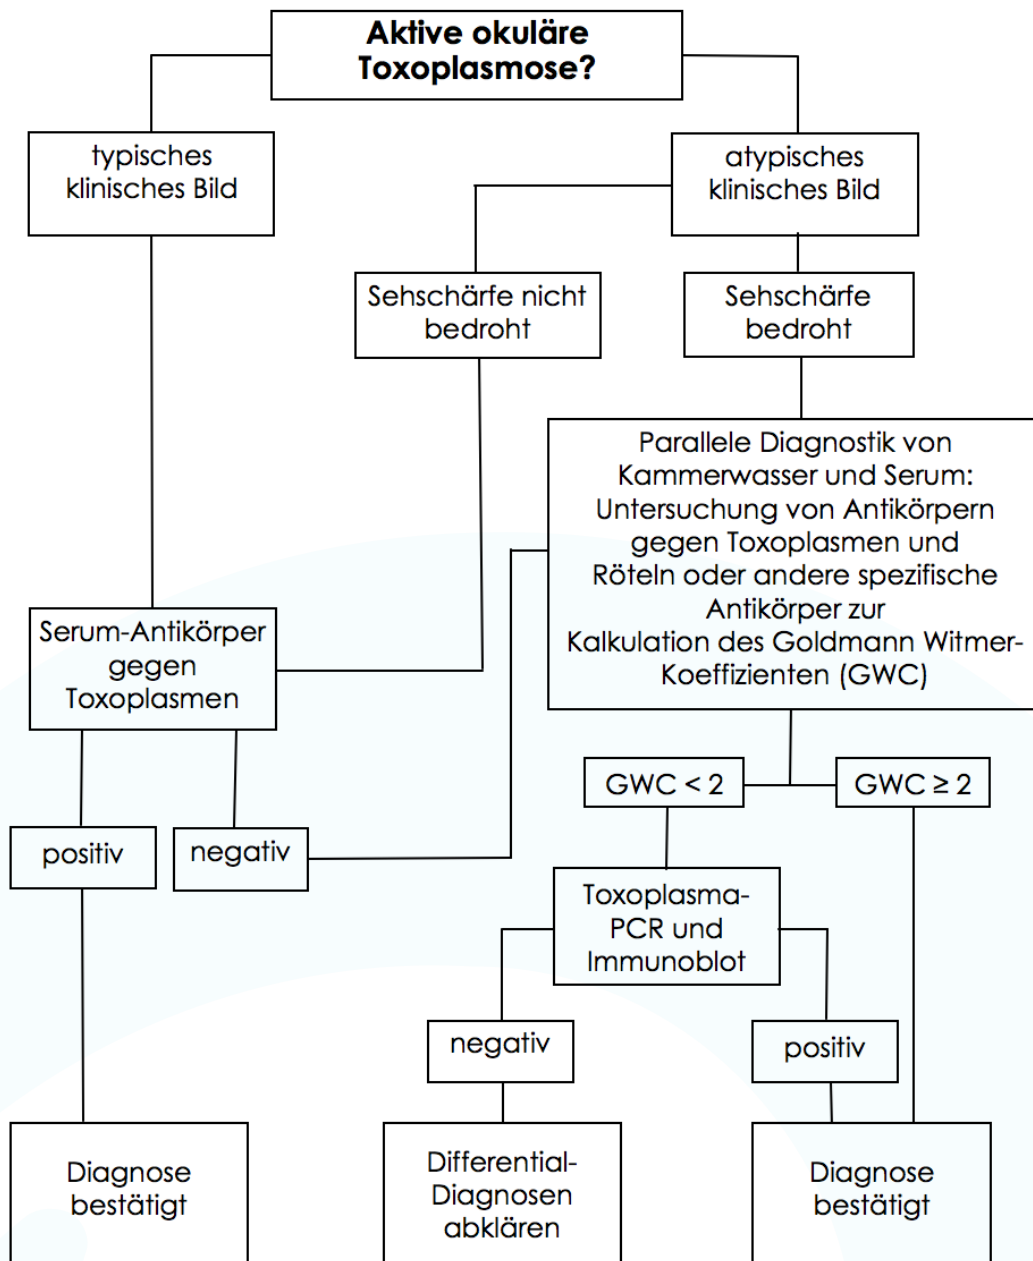 Aktive okuläre
Toxoplasmose?
typisches
klinisches Bild
atypisches
klinisches Bild
Sehschärfe nicht
bedroht
Sehschärfe
bedroht
Parallele Diagnostik von
Kammerwasser und Serum:
Untersuchung von Antikörpern
gegen Toxoplasmen und
Röteln oder andere spezifische
Antikörper zur
Kalkulation des Goldmann Witmer-
Koeffizienten (GWC)
Serum-Antikörper
gegen
Toxoplasmen
GWC < 2
GWC ≥ 2
positiv
negativ
Toxoplasma-
PCR und
Immunoblot
negativ
positiv
Diagnose
bestätigt
Differential-
Diagnosen
abklären
Diagnose
bestätigt